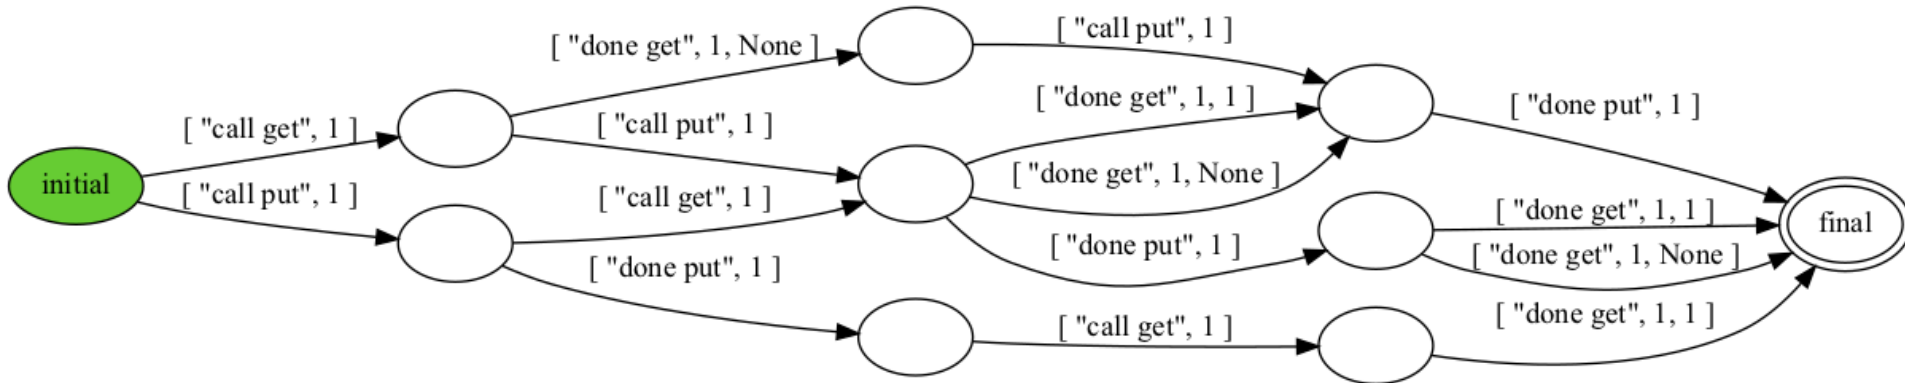 [ "call put", 1 ]
[ "done get", 1, None ]
[ "done get", 1, 1 ]
[ "done put", 1 ]
[ "call get", 1 ]
[ "call put", 1 ]
initial
[ "done get", 1, None ]
[ "call put", 1 ]
[ "call get", 1 ]
[ "done get", 1, 1 ]
final
[ "done put", 1 ]
[ "done get", 1, None ]
[ "done put", 1 ]
[ "call get", 1 ]
[ "done get", 1, 1 ]